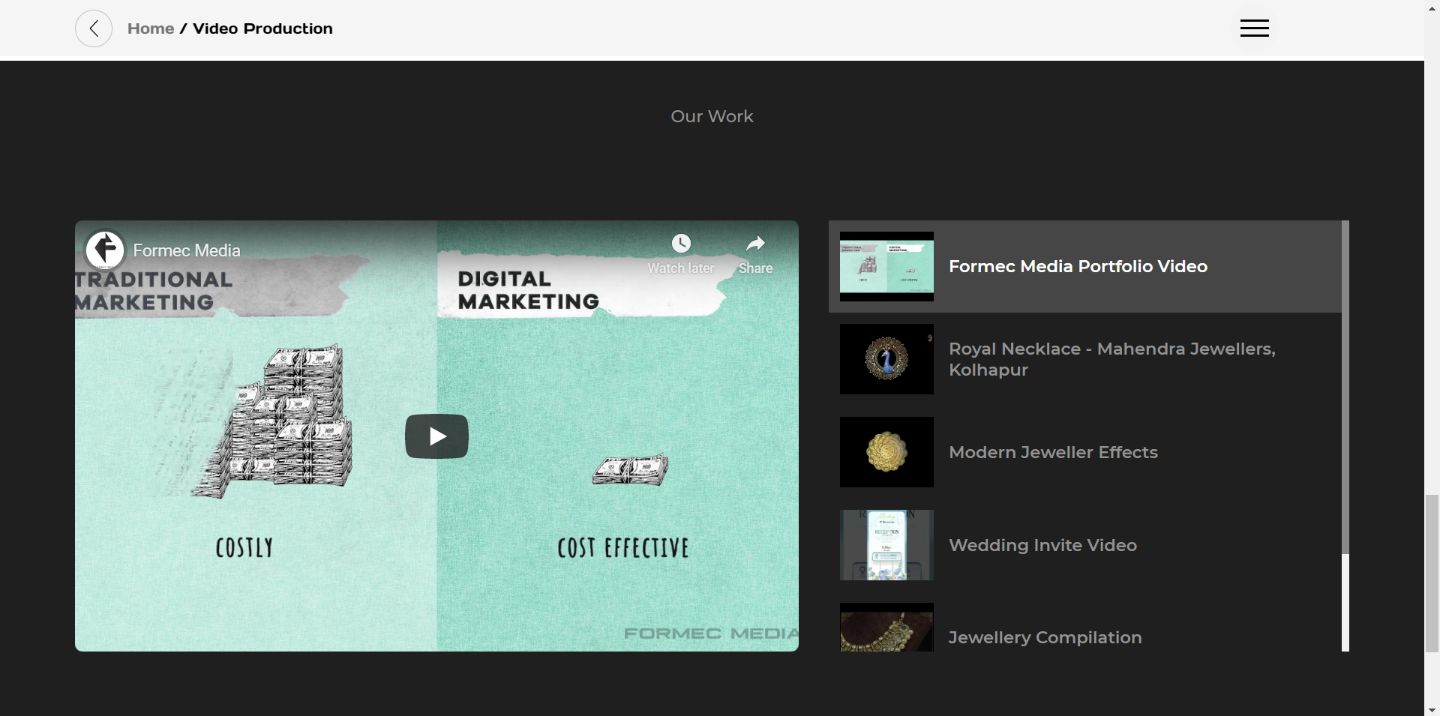 Home / Video Production
Our Work
Formec Media
Watch later
Share
TRADITIONAL
MARKETING
DIGITAL
MARKETING
COSTLY
COST EFFECTIVE
FORMEC MEDIA
Formec Media Portfolio Video
Royal Necklace - Mahendra Jewellers,
Kolhapur
Modern Jeweller Effects
Wedding Invite Video
Jewellery Compilation